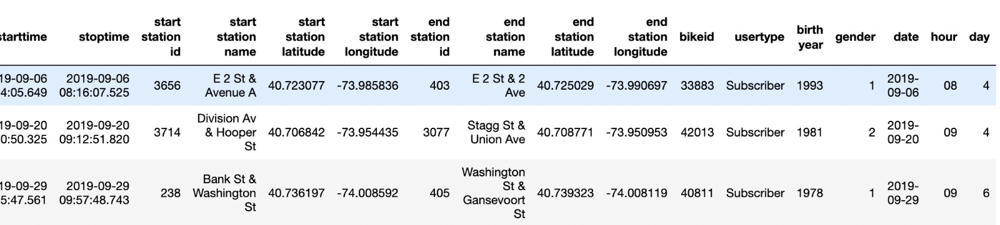 starttime stoptime start station id start station name start station latitude start station longitude end station id end station name end station latitude end station longitude bikeid usertype birth year gender date hour day
19-09-06 4:05.649 2019-09-06 08:16:07.525 3656 E 2 St & Avenue A 40.723077 -73.985836 403 E 2 St & 2 Ave 40.725029 -73.990697 33883 Subscriber 1993 1 2019-09-06 08 4
19-09-20 0:50.325 2019-09-20 09:12:51.820 3714 Division Av & Hooper St 40.706842 -73.954435 3077 Stagg St & Union Ave 40.708771 -73.950953 42013 Subscriber 1981 2 2019-09-20 09 4
19-09-29 5:47.561 2019-09-29 09:57:48.743 238 Bank St & Washington St 40.736197 -74.008592 405 Washington St & Gansevoort St 40.739323 -74.008119 40811 Subscriber 1978 1 2019-09-29 09 6